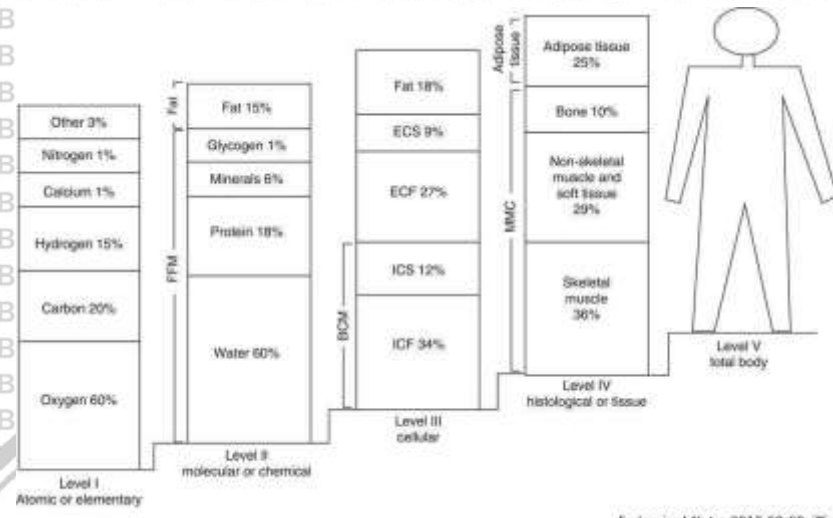 Other 3%
Nitrogen 1%
Calcium 1%
Hydrogen 15%
Carbon 20%
Oxygen 60%
Level I
Atomic or elementary
Fat
FFM
Fat 15%
Glycogen 1%
Minerals 6%
Protein 18%
Water 60%
Level II
molecular or chemical
BCM
Fat 18%
ECS 9%
ECF 27%
ICS 12%
ICF 34%
Level III
cellular
Adipose
tissue
MMC
Adipose tissue
25%
Bone 10%
Non-skeletal
muscle and
soft tissue
29%
Skeletal
muscle
36%
Level IV
histological or tissue
Level V
total body
B
B
B
B
B
B
B
B
B
B
B
B